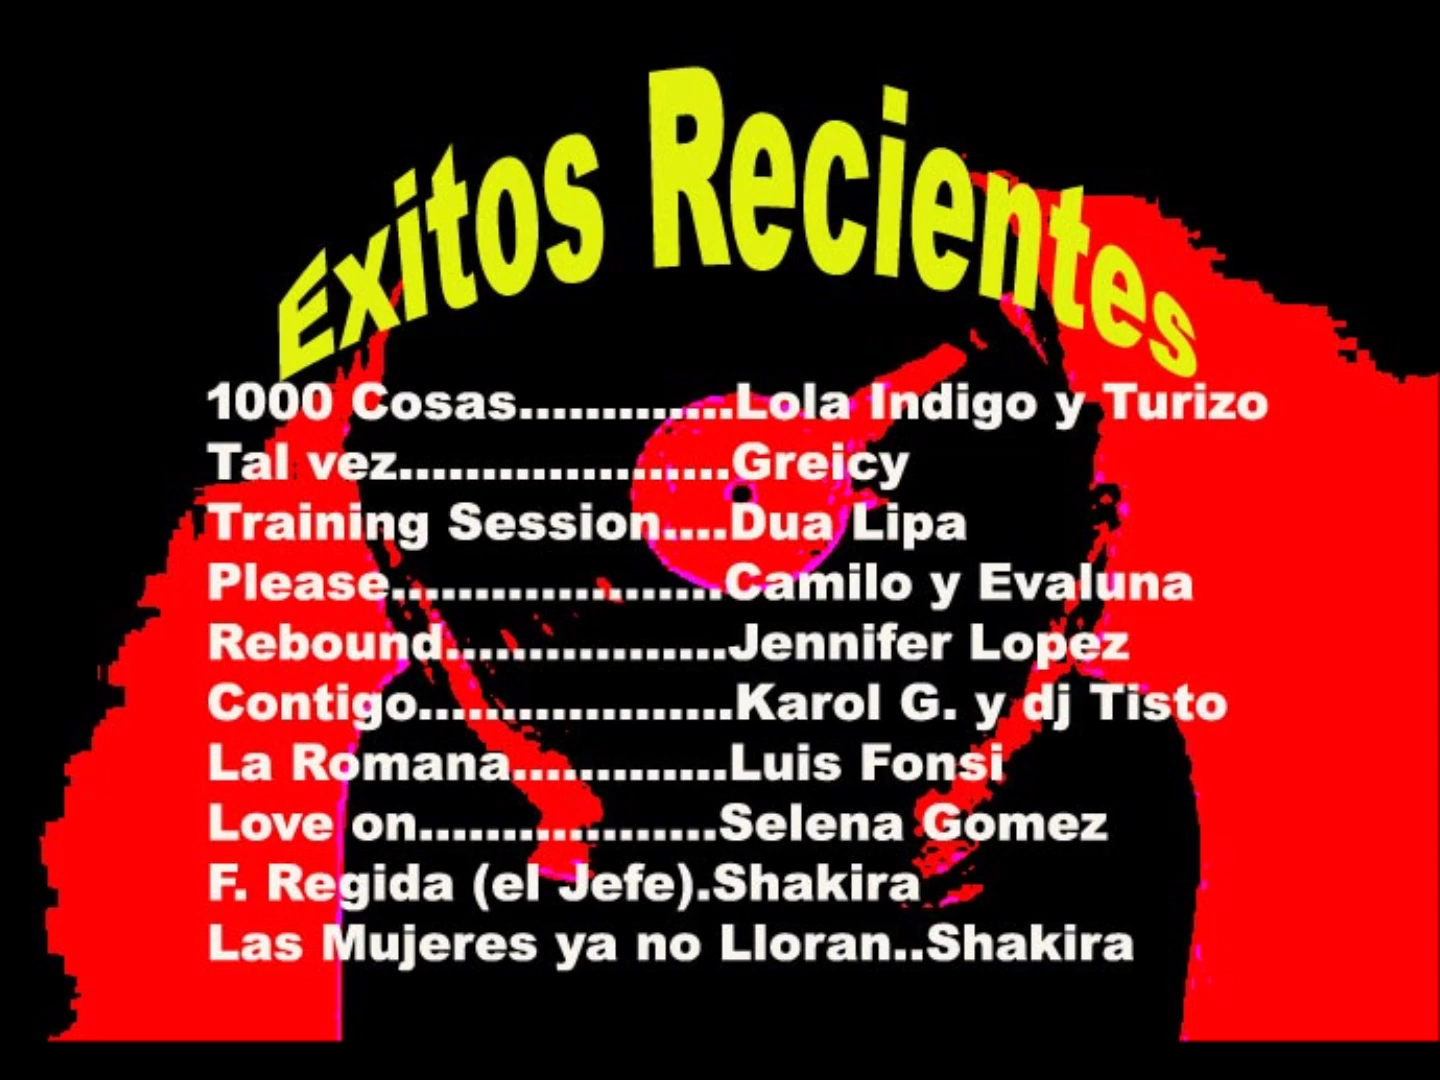 Exitos Recientes
1000 Cosas.............Lola Indigo y Turizo
Tal vez....................Greicy
Training Session....Dua Lipa
Please....................Camilo y Evaluna
Rebound.................Jennifer Lopez
Contigo...................Karol G. y dj Tisto
La Romana.............Luis Fonsi
Love on..................Selena Gomez
F. Regida (el Jefe).Shakira
Las Mujeres ya no Lloran..Shakira